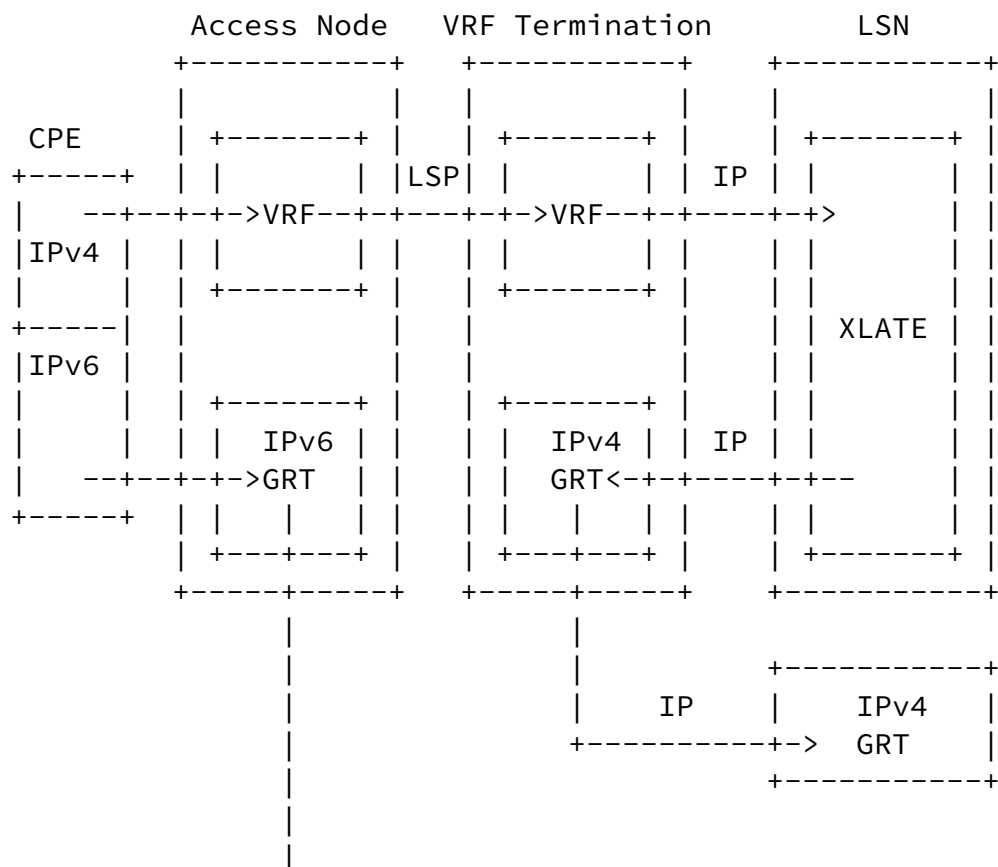 Access Node VRF Termination LSN
CPE
LSP IP
-->VRF-->VRF-->
IPv4
XLATE
IPv6
IPv6 IPv4 IP
-->GRT GRT<--
IP IPv4
GRT